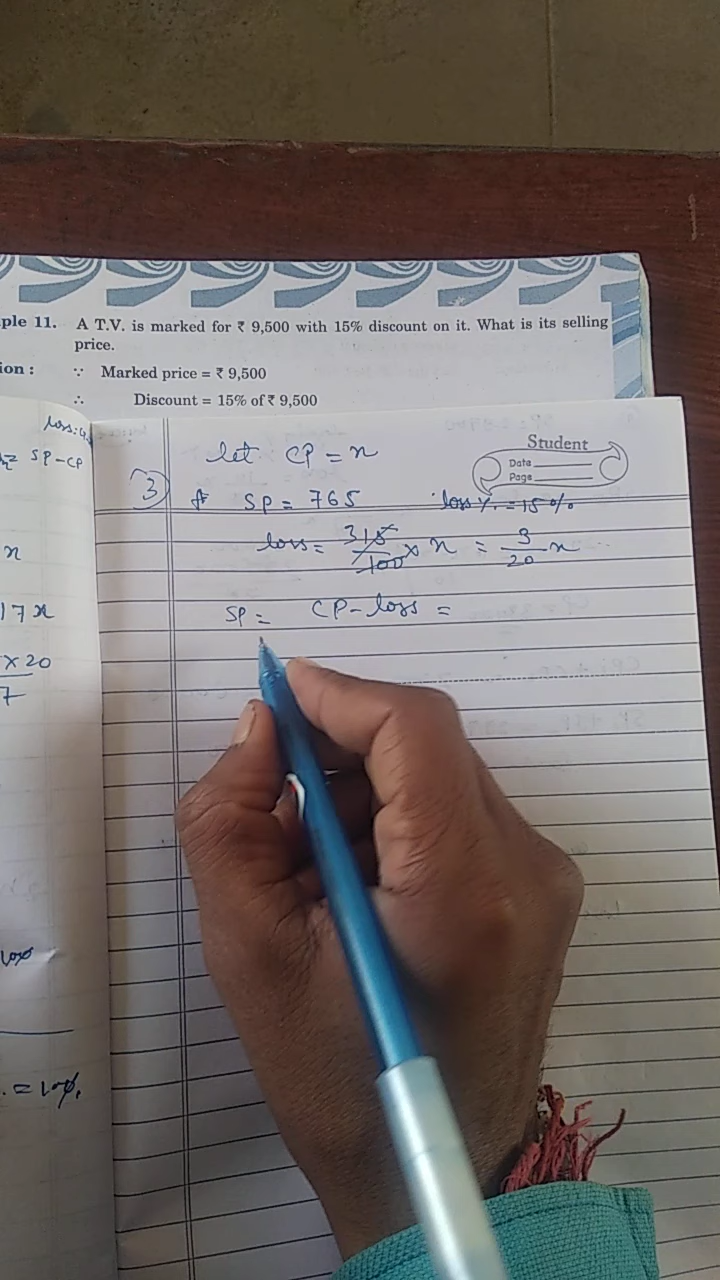 ple 11. A T.V. is marked for ₹ 9,500 with 15% discount on it. What is its selling
price.
ion : ∵ Marked price = ₹ 9,500
∴ Discount = 15% of ₹ 9,500
SP-CP
n
17x
×20
7
Student
Date
Page
let CP = x
3 SP = 765 loss % = 15%
loss = 15/100 × x = 3/20 x
SP = CP - loss =